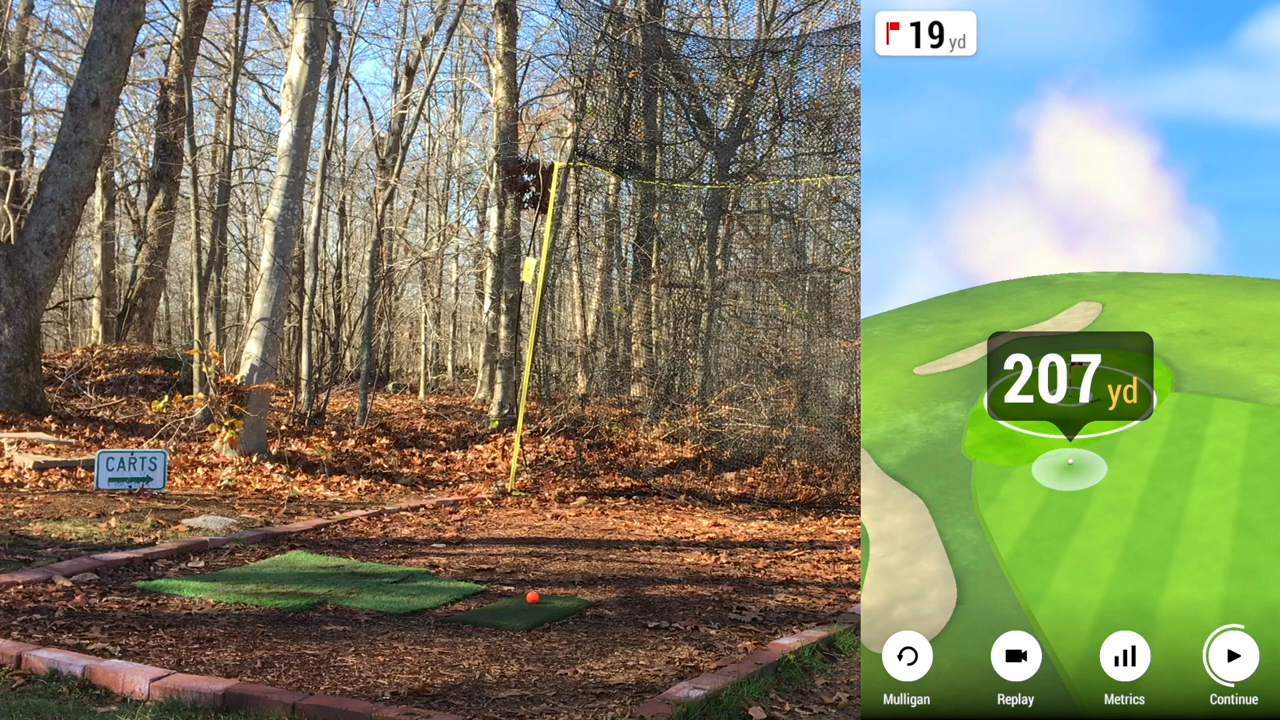 CARTS
19 yd
207 yd
Mulligan
Replay
Metrics
Continue